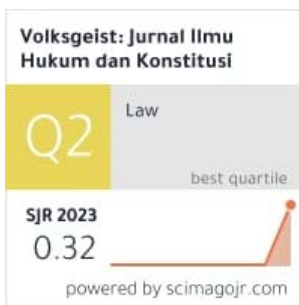 Volksgeist: Jurnal Ilmu
Hukum dan Konstitusi
Q2
Law
best quartile
SJR 2023
0.32
powered by scimagojr.com